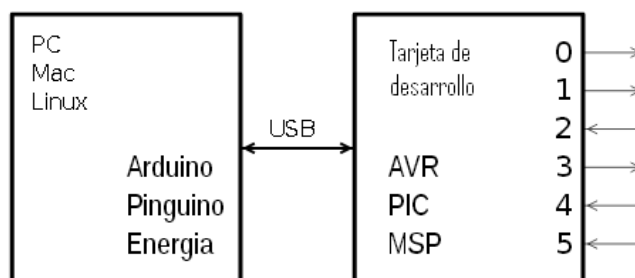 PC
Mac
Linux
Arduino
Pinguino
Energia
USB
Tarjeta de
desarrollo
AVR
PIC
MSP
0
1
2
3
4
5